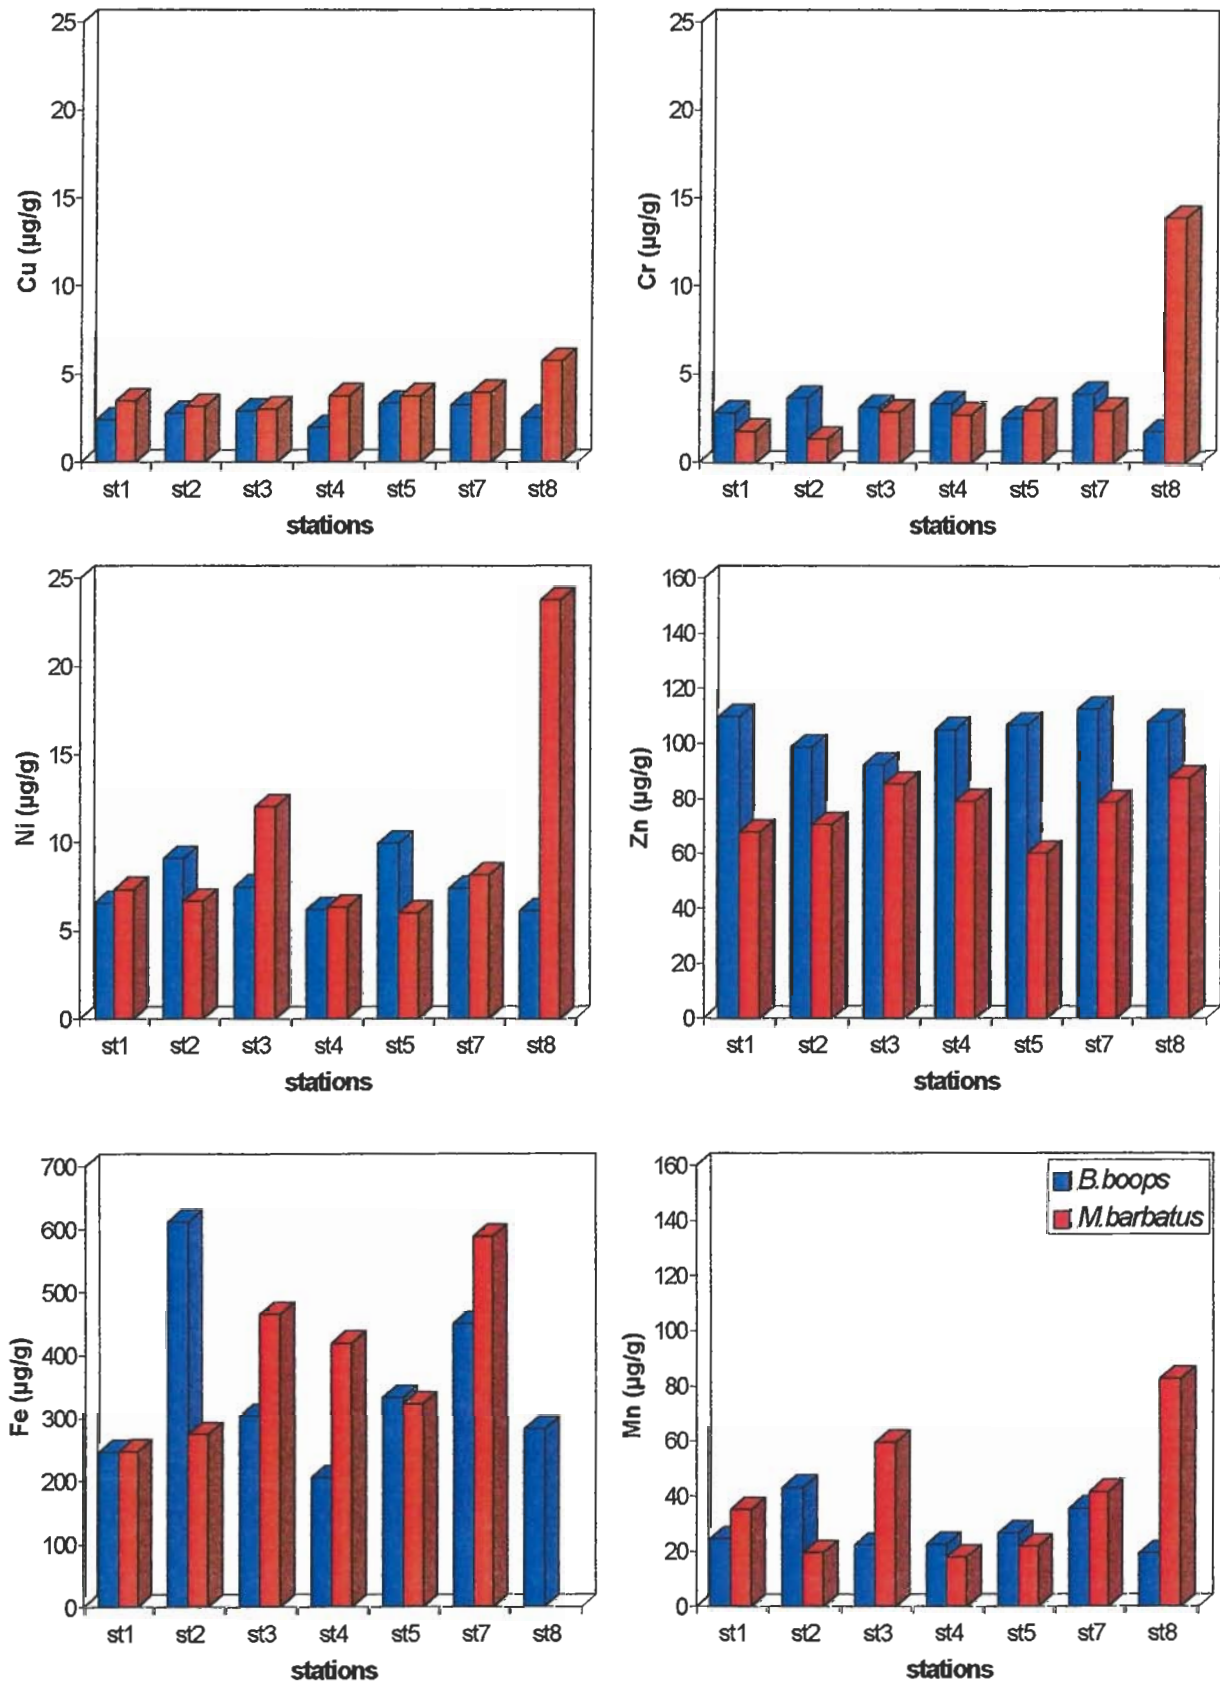 25
20
15
10
5
0
Cu (µg/g)
st1 st2 st3 st4 st5 st7 st8
stations
25
20
15
10
5
0
Cr (µg/g)
st1 st2 st3 st4 st5 st7 st8
stations
25
20
15
10
5
0
Ni (µg/g)
st1 st2 st3 st4 st5 st7 st8
stations
160
140
120
100
80
60
40
20
0
Zn (µg/g)
st1 st2 st3 st4 st5 st7 st8
stations
700
600
500
400
300
200
100
0
Fe (µg/g)
st1 st2 st3 st4 st5 st7 st8
stations
160
140
120
100
80
60
40
20
0
Mn (µg/g)
B.boops
M.barbatus
st1 st2 st3 st4 st5 st7 st8
stations